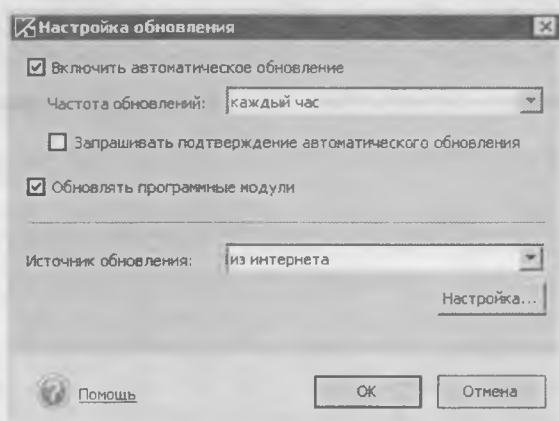 Настройка обновления
Включить автоматическое обновление
Частота обновлений: каждый час
Запрашивать подтверждение автоматического обновления
Обновлять программные модули
Источник обновления: из интернета
Настройка...
Помощь OK Отмена